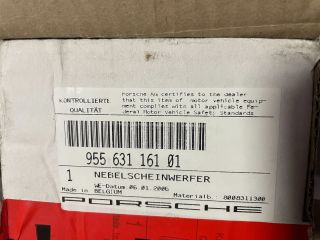 KONTROLLIERTE
QUALITÄT
Porsche AG certifies to the dealer
that this item of motor vehicle equip-
ment complies with all applicable Fe-
deral Motor Vehicle Safety Standards
955 631 161 01
1 NEBELSCHEINWERFER
WE-Datum:06.01.2006
Made in BELGIUM
Materialb.: 8008311300
PORSCHE